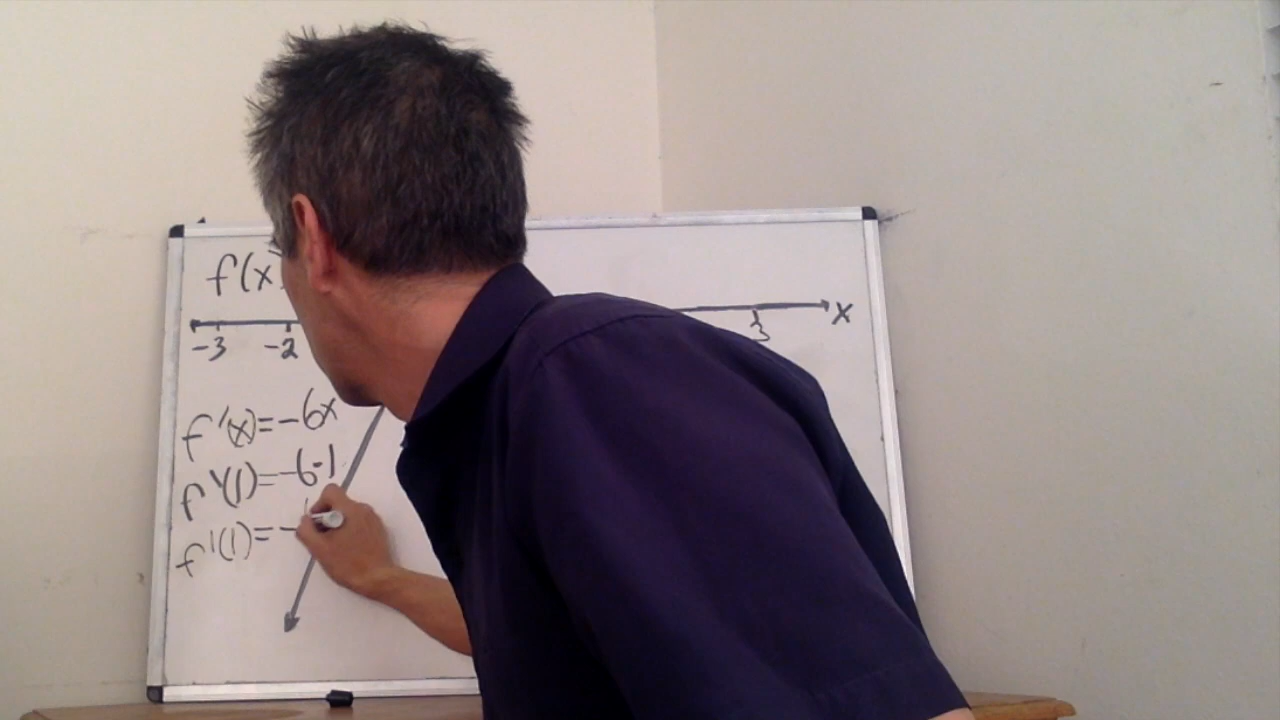 f(x
x
-3 -2 3
f'(x)=-6x
f'(1)=-6·1
f'(1)=-